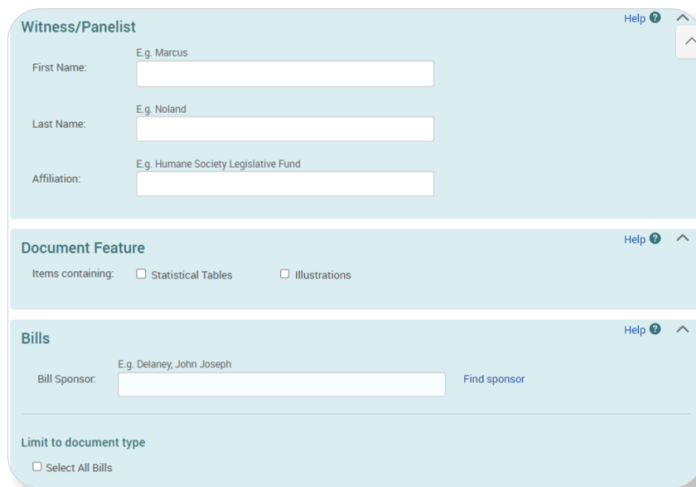 Witness/Panelist
Help ?
E.g. Marcus
First Name:
E.g. Noland
Last Name:
E.g. Humane Society Legislative Fund
Affiliation:
Document Feature
Help ?
Items containing: Statistical Tables Illustrations
Bills
Help ?
E.g. Delaney, John Joseph
Bill Sponsor: Find sponsor
Limit to document type
Select All Bills